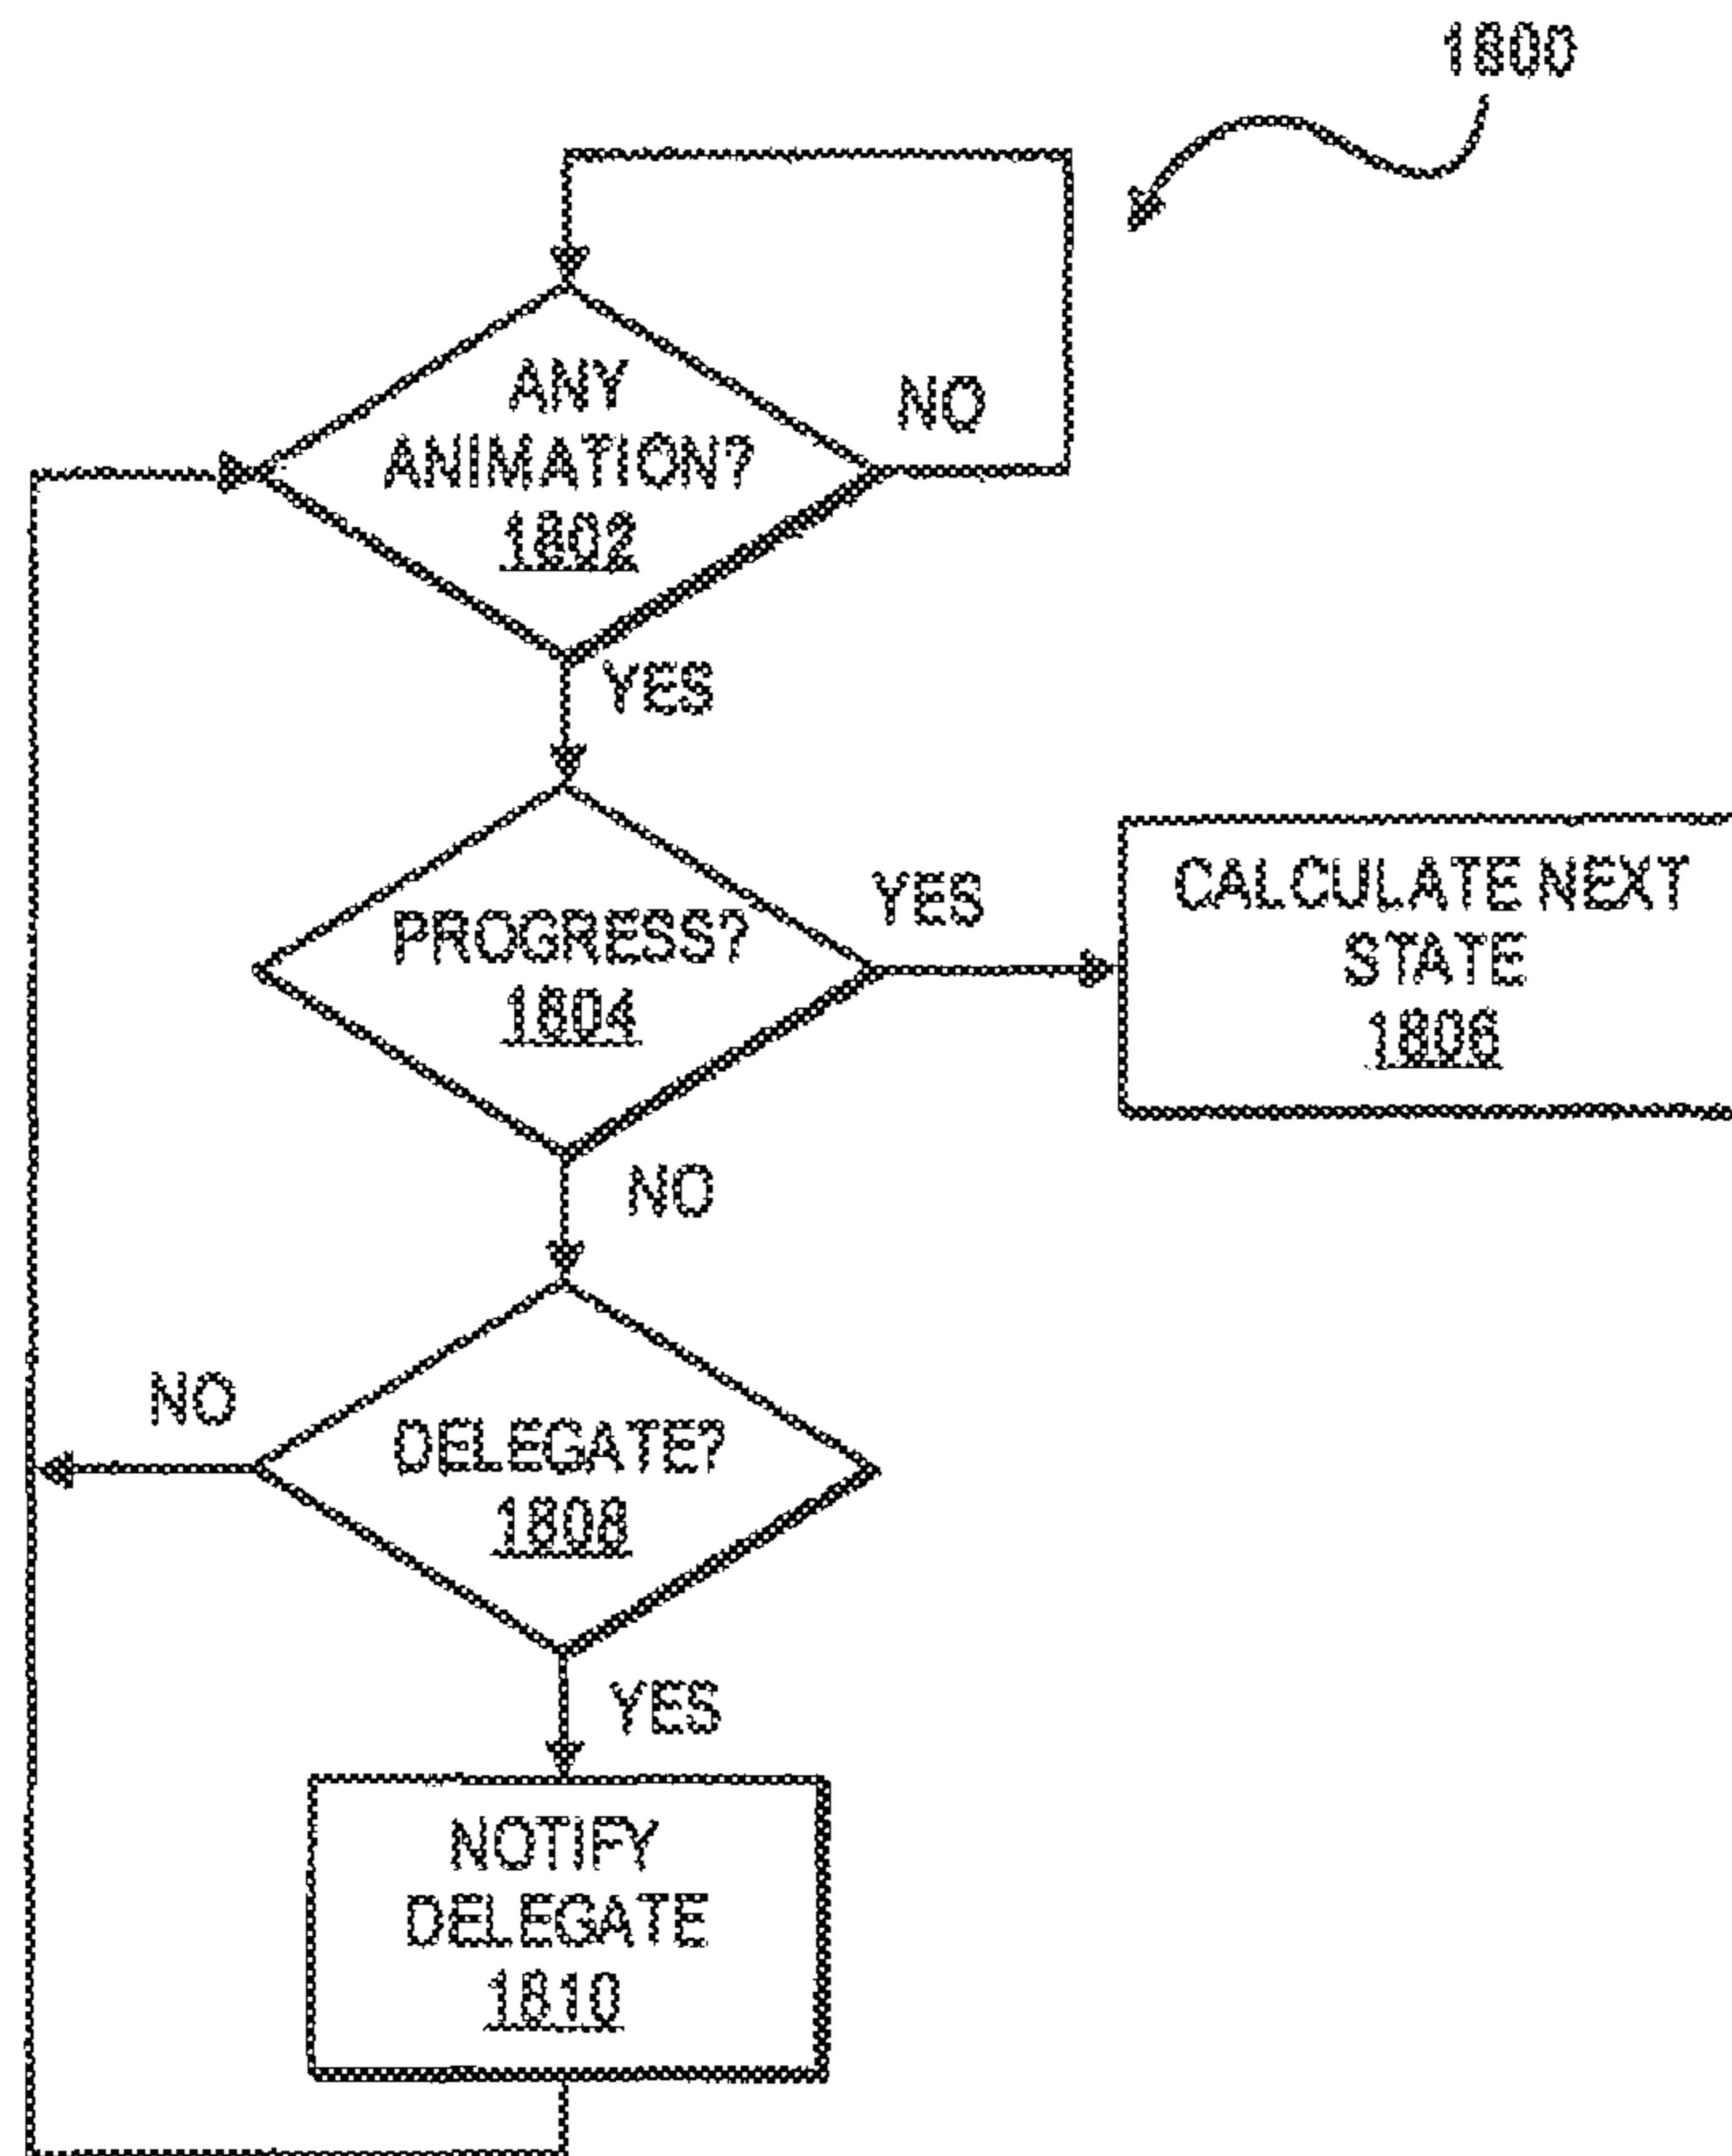 1800
ANY
ANIMATION?
1802
NO
YES
PROGRESS?
1804
YES
CALCULATE NEXT
STATE
1806
NO
NO
DELEGATE?
1808
YES
NOTIFY
DELEGATE
1810